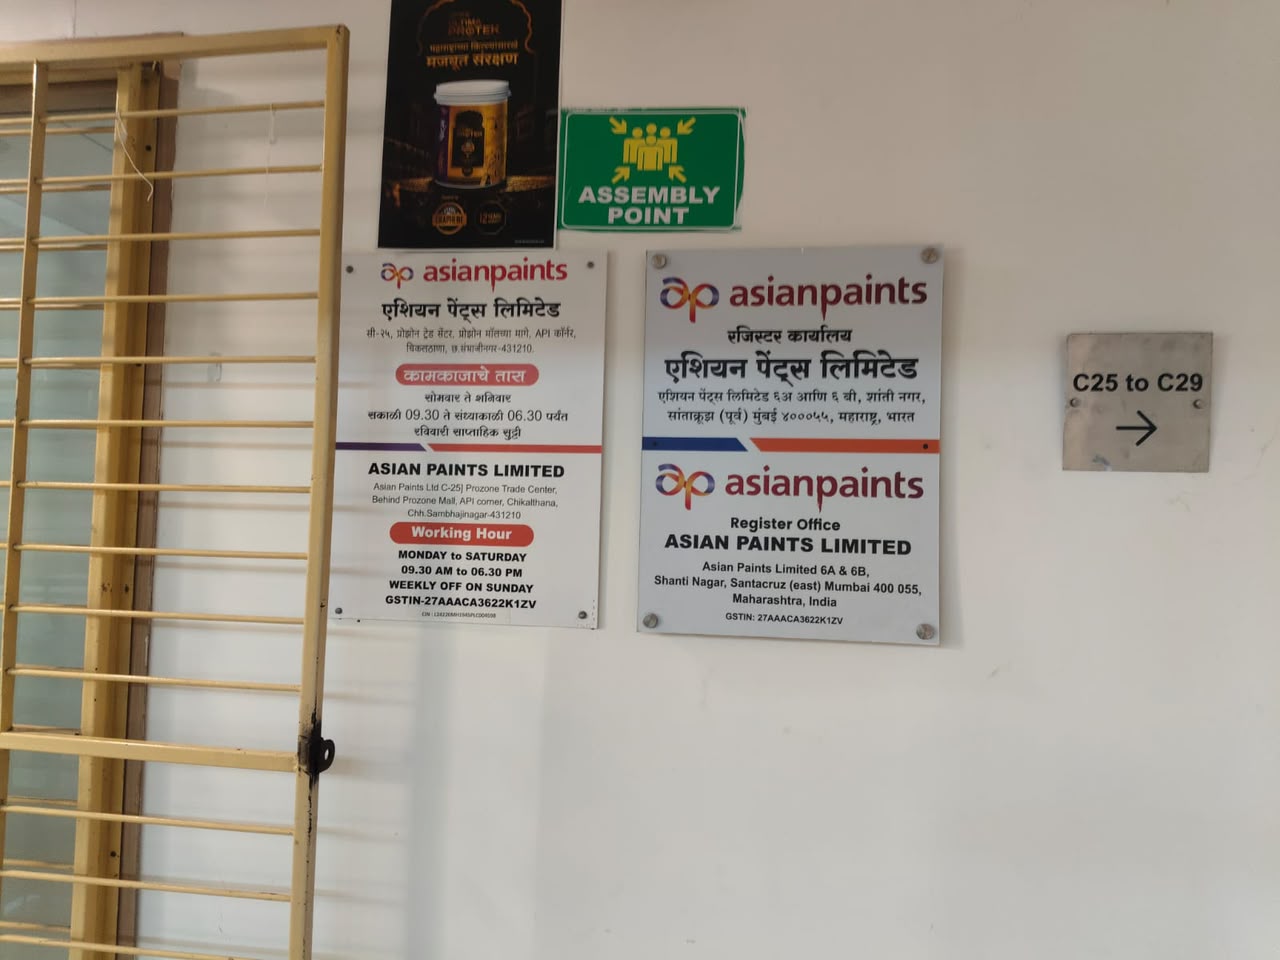 ULTIMA
PROTEK
महाराष्ट्राच्या किल्ल्यांसारखे
मजबूत संरक्षण
GRAPHENE
ASSEMBLY
POINT
asianpaints
एशियन पेंट्स लिमिटेड
सी-२५, प्रोझोन ट्रेड सेंटर, प्रोझोन मॉलच्या मागे, API कॉर्नर,
चिकलठाणा, छ.संभाजीनगर-431210.
कामकाजाचे तास
सोमवार ते शनिवार
सकाळी 09.30 ते संध्याकाळी 06.30 पर्यंत
रविवारी साप्ताहिक सुट्टी
ASIAN PAINTS LIMITED
Asian Paints Ltd C-25] Prozone Trade Center,
Behind Prozone Mall, API corner, Chikalthana,
Chh.Sambhajinagar-431210
Working Hour
MONDAY to SATURDAY
09.30 AM to 06.30 PM
WEEKLY OFF ON SUNDAY
GSTIN-27AAACA3622K1ZV
asianpaints
रजिस्टर कार्यालय
एशियन पेंट्स लिमिटेड
एशियन पेंट्स लिमिटेड ६अ आणि ६ बी, शांती नगर,
सांताक्रूझ (पूर्व) मुंबई ४०००५५, महाराष्ट्र, भारत
asianpaints
Register Office
ASIAN PAINTS LIMITED
Asian Paints Limited 6A & 6B,
Shanti Nagar, Santacruz (east) Mumbai 400 055,
Maharashtra, India
GSTIN: 27AAACA3622K1ZV
C25 to C29